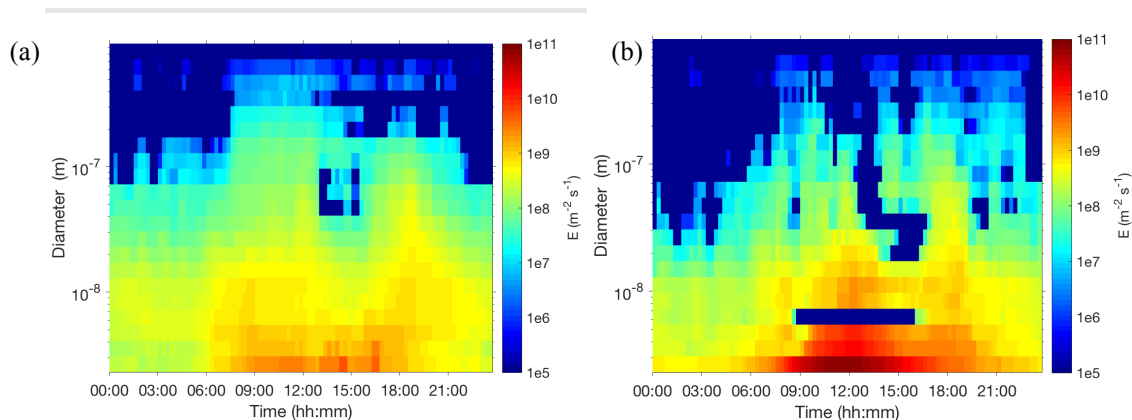 (a)
10⁻⁷
10⁻⁸
Diameter (m)
00:00 03:00 06:00 09:00 12:00 15:00 18:00 21:00
Time (hh:mm)
1e11
1e10
1e9
1e8
1e7
1e6
1e5
E (m⁻² s⁻¹)
(b)
10⁻⁷
10⁻⁸
Diameter (m)
00:00 03:00 06:00 09:00 12:00 15:00 18:00 21:00
Time (hh:mm)
1e11
1e10
1e9
1e8
1e7
1e6
1e5
E (m⁻² s⁻¹)